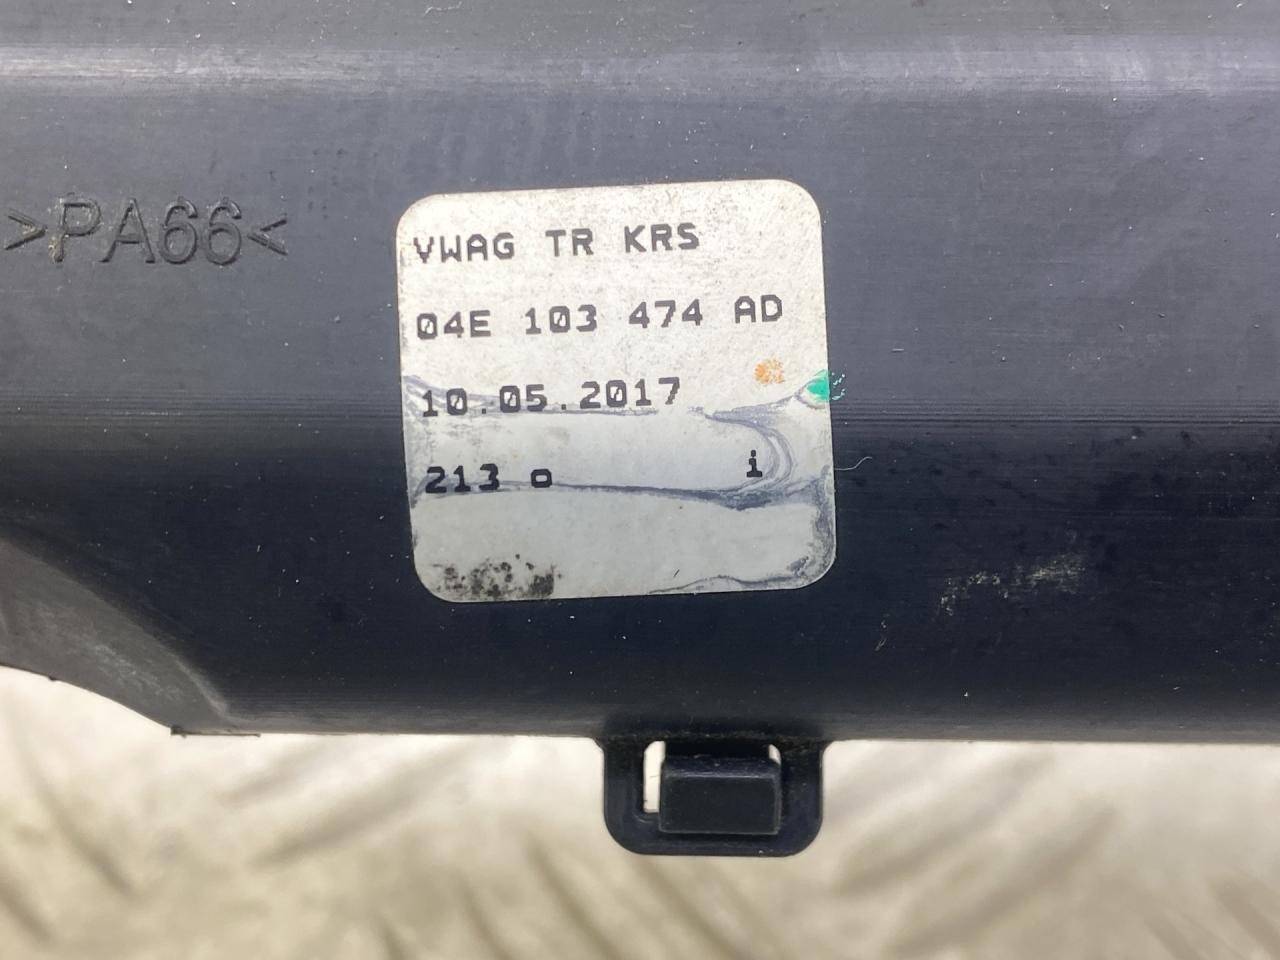 >PA66<
VWAG TR KRS
04E 103 474 AD
10.05.2017
213 o i